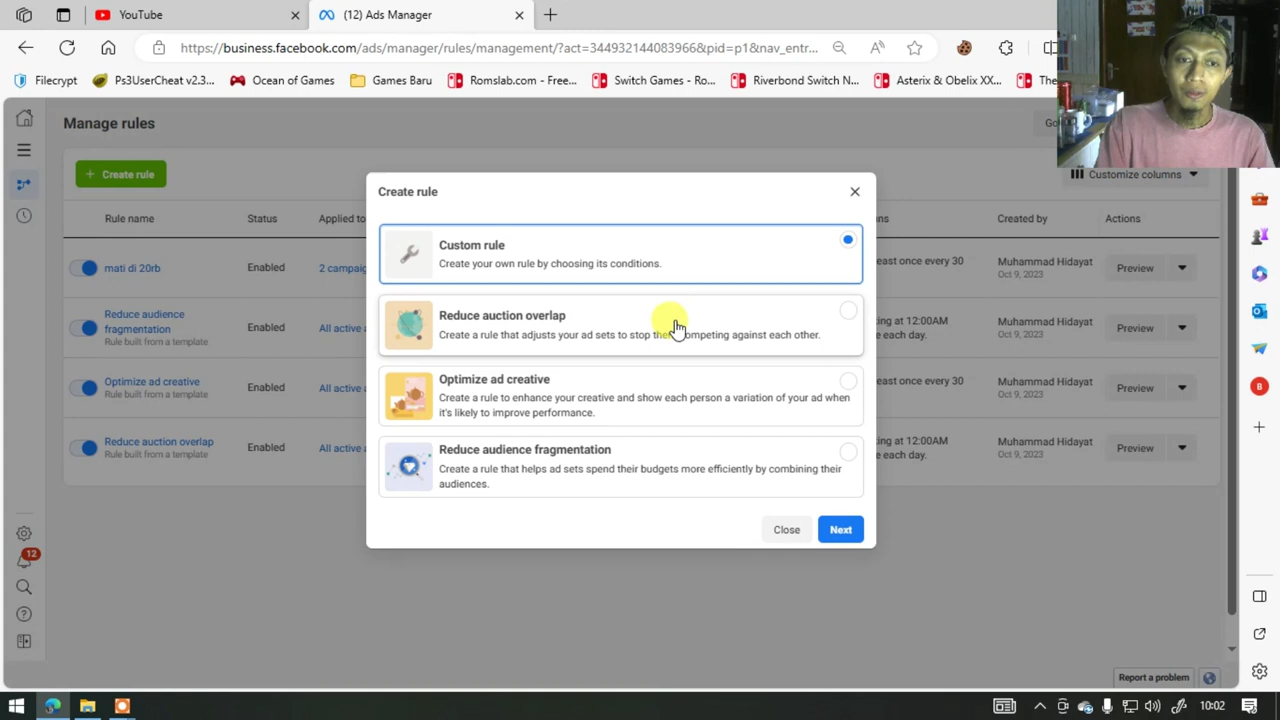 YouTube
(12) Ads Manager
https://business.facebook.com/ads/manager/rules/management/?act=344932144083966&pid=p1&nav_entr...
Filecrypt
Ps3UserCheat v2.3...
Ocean of Games
Games Baru
Romslab.com - Free...
Switch Games - Ro...
Riverbond Switch N...
Asterix & Obelix XX...
The
Manage rules
Go
+ Create rule
Customize columns
Rule name
Status
Applied to
ns
Created by
Actions
mati di 20rb
Enabled
2 campaig
east once every 30
Muhammad Hidayat
Oct 9, 2023
Preview
Reduce audience
fragmentation
Rule built from a template
Enabled
All active a
king at 12:00AM
e each day.
Muhammad Hidayat
Oct 9, 2023
Preview
Optimize ad creative
Rule built from a template
Enabled
All active a
east once every 30
Muhammad Hidayat
Oct 9, 2023
Preview
Reduce auction overlap
Rule built from a template
Enabled
All active a
king at 12:00AM
e each day.
Muhammad Hidayat
Oct 9, 2023
Preview
Create rule
Custom rule
Create your own rule by choosing its conditions.
Reduce auction overlap
Create a rule that adjusts your ad sets to stop them competing against each other.
Optimize ad creative
Create a rule to enhance your creative and show each person a variation of your ad when
it's likely to improve performance.
Reduce audience fragmentation
Create a rule that helps ad sets spend their budgets more efficiently by combining their
audiences.
Close
Next
12
B
Report a problem
10:02